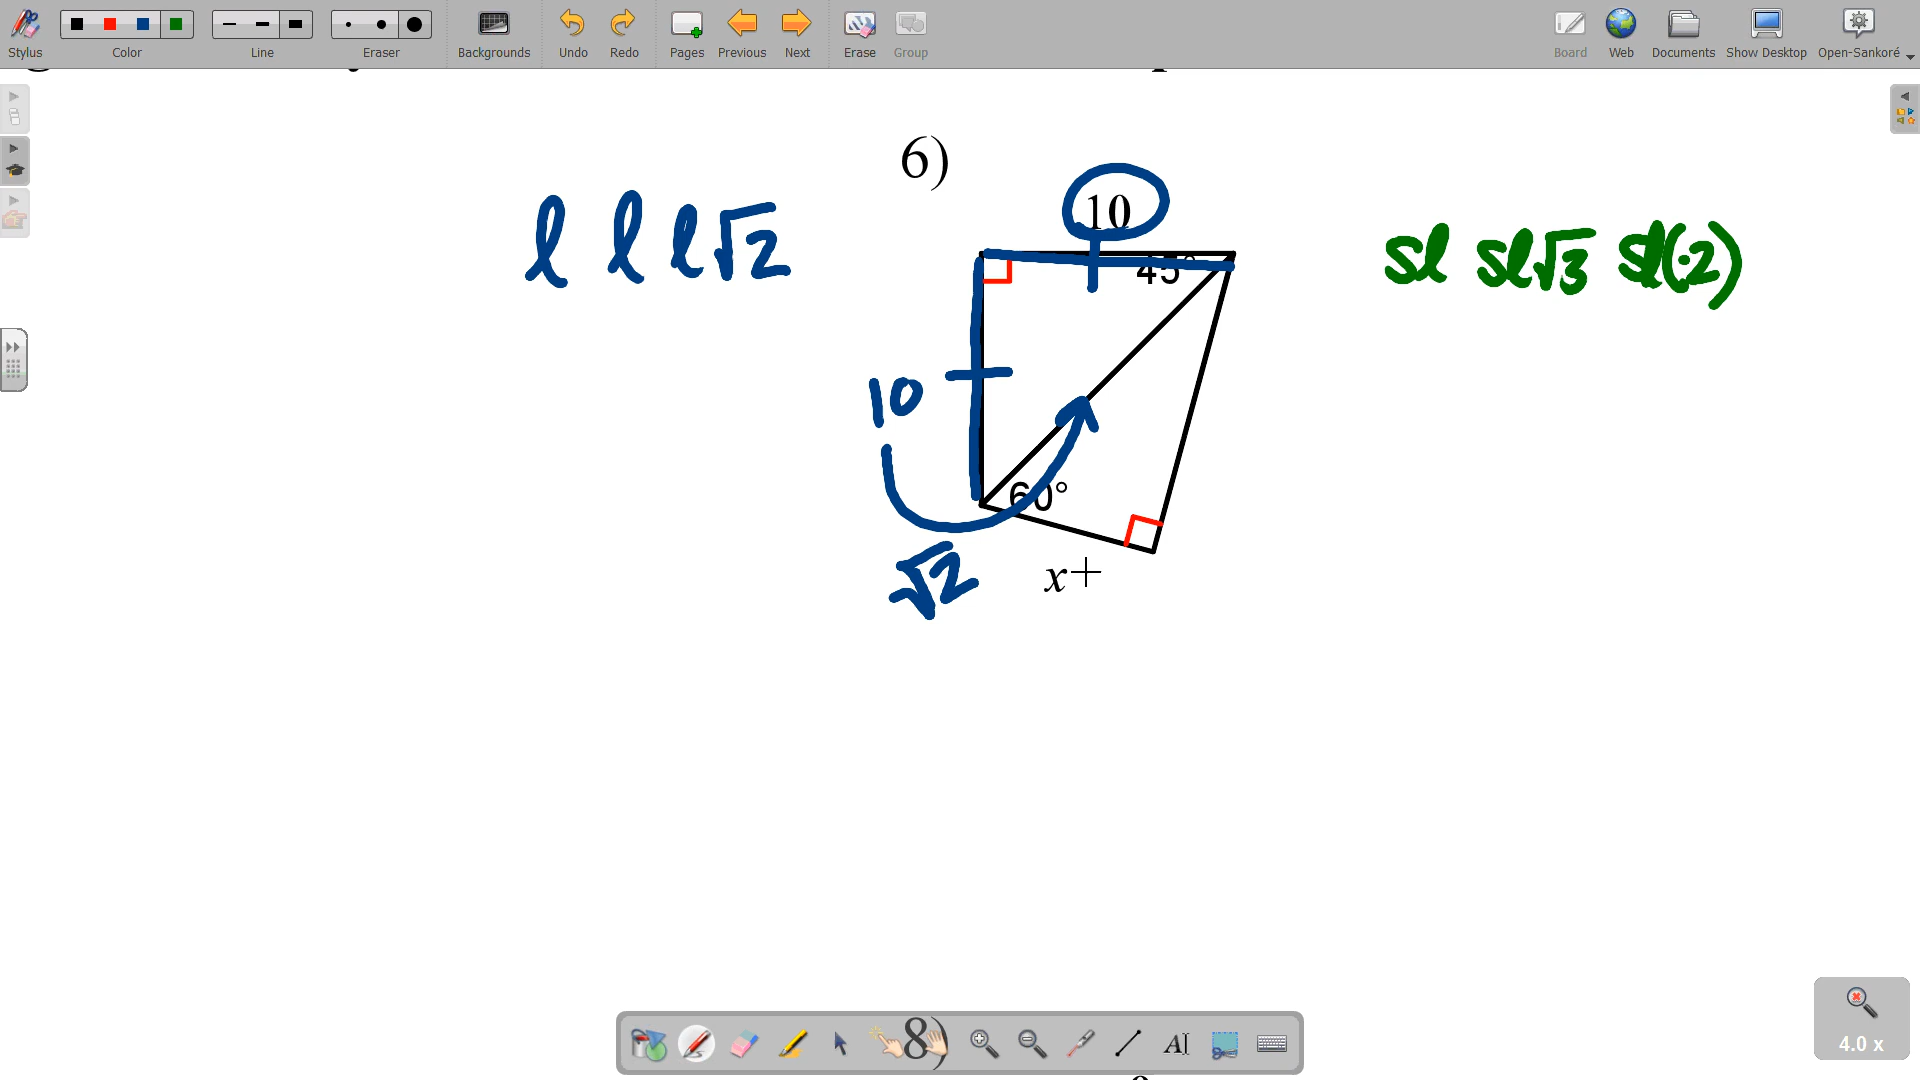 Stylus Color Line Eraser Backgrounds Undo Redo Pages Previous Next Erase Group Board Web Documents Show Desktop Open-Sankoré
6)
10
l l l√2
sl sl√3 sl(·2)
45°
10
60°
√2
x
8)
4.0 x